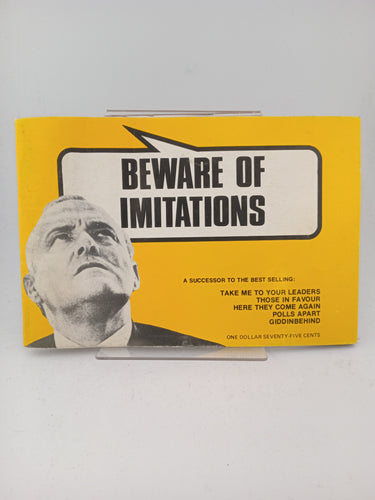 BEWARE OF
IMITATIONS
A SUCCESSOR TO THE BEST SELLING:
TAKE ME TO YOUR LEADERS
THOSE IN FAVOUR
HERE THEY COME AGAIN
POLLS APART
GIDDINBEHIND
ONE DOLLAR SEVENTY-FIVE CENTS